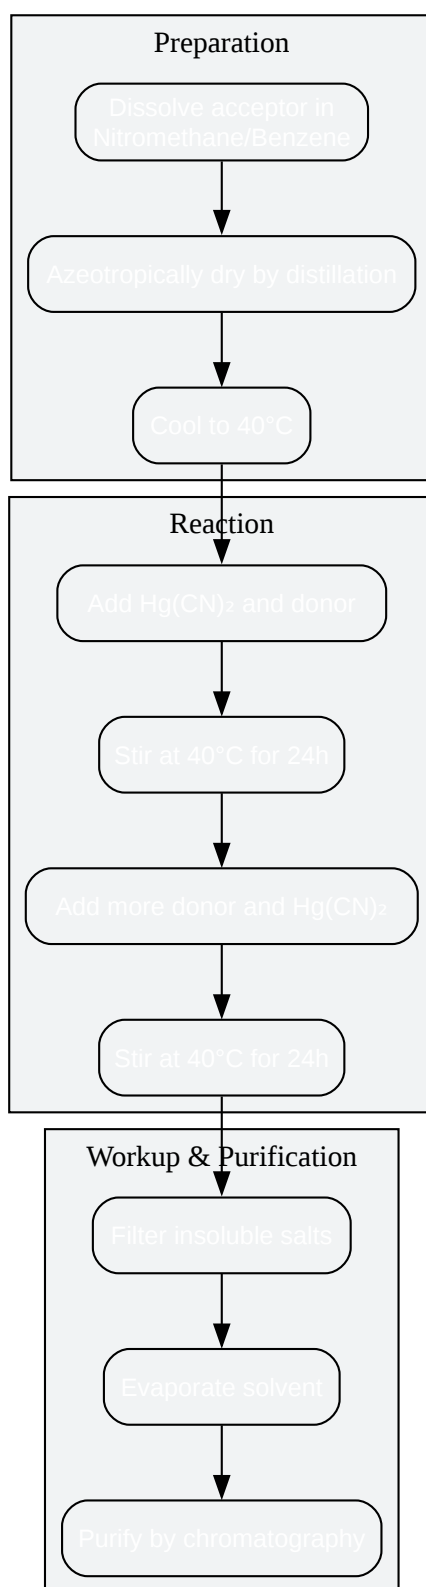 Preparation
Dissolve acceptor in
Nitromethane/Benzene
Azeotropically dry by distillation
Cool to 40°C
Reaction
Add Hg(CN)₂ and donor
Stir at 40°C for 24h
Add more donor and Hg(CN)₂
Stir at 40°C for 24h
Workup & Purification
Filter insoluble salts
Evaporate solvent
Purify by chromatography